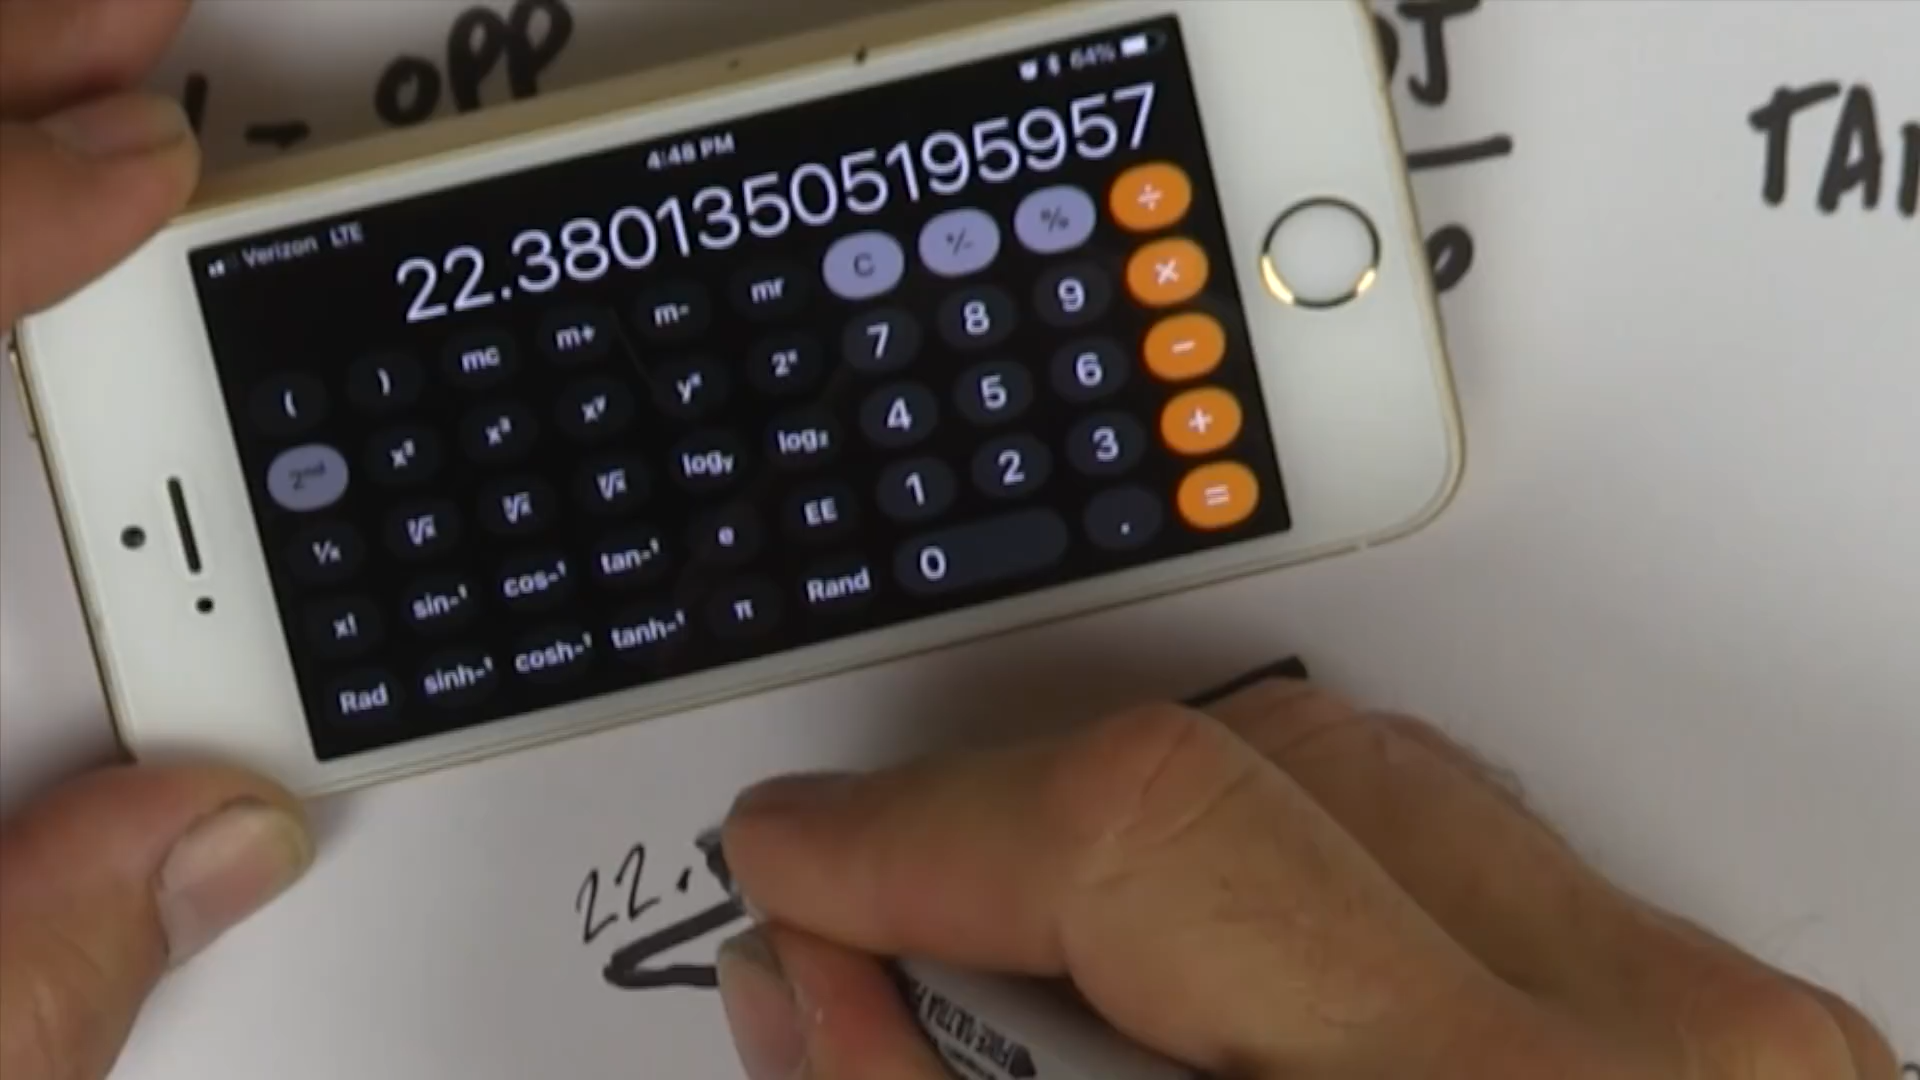 OPP
TAN
Verizon LTE 4:48 PM 64%
22.38013505195957
( ) mc m+ m- mr C +/- % ÷
2ⁿᵈ x² x³ xʸ yˣ 2ˣ 7 8 9 ×
¹/x ²√x ³√x ʸ√x logᵧ log₂ 4 5 6 −
x! sin-¹ cos-¹ tan-¹ e EE 1 2 3 +
Rad sinh-¹ cosh-¹ tanh-¹ π Rand 0 . =
22.